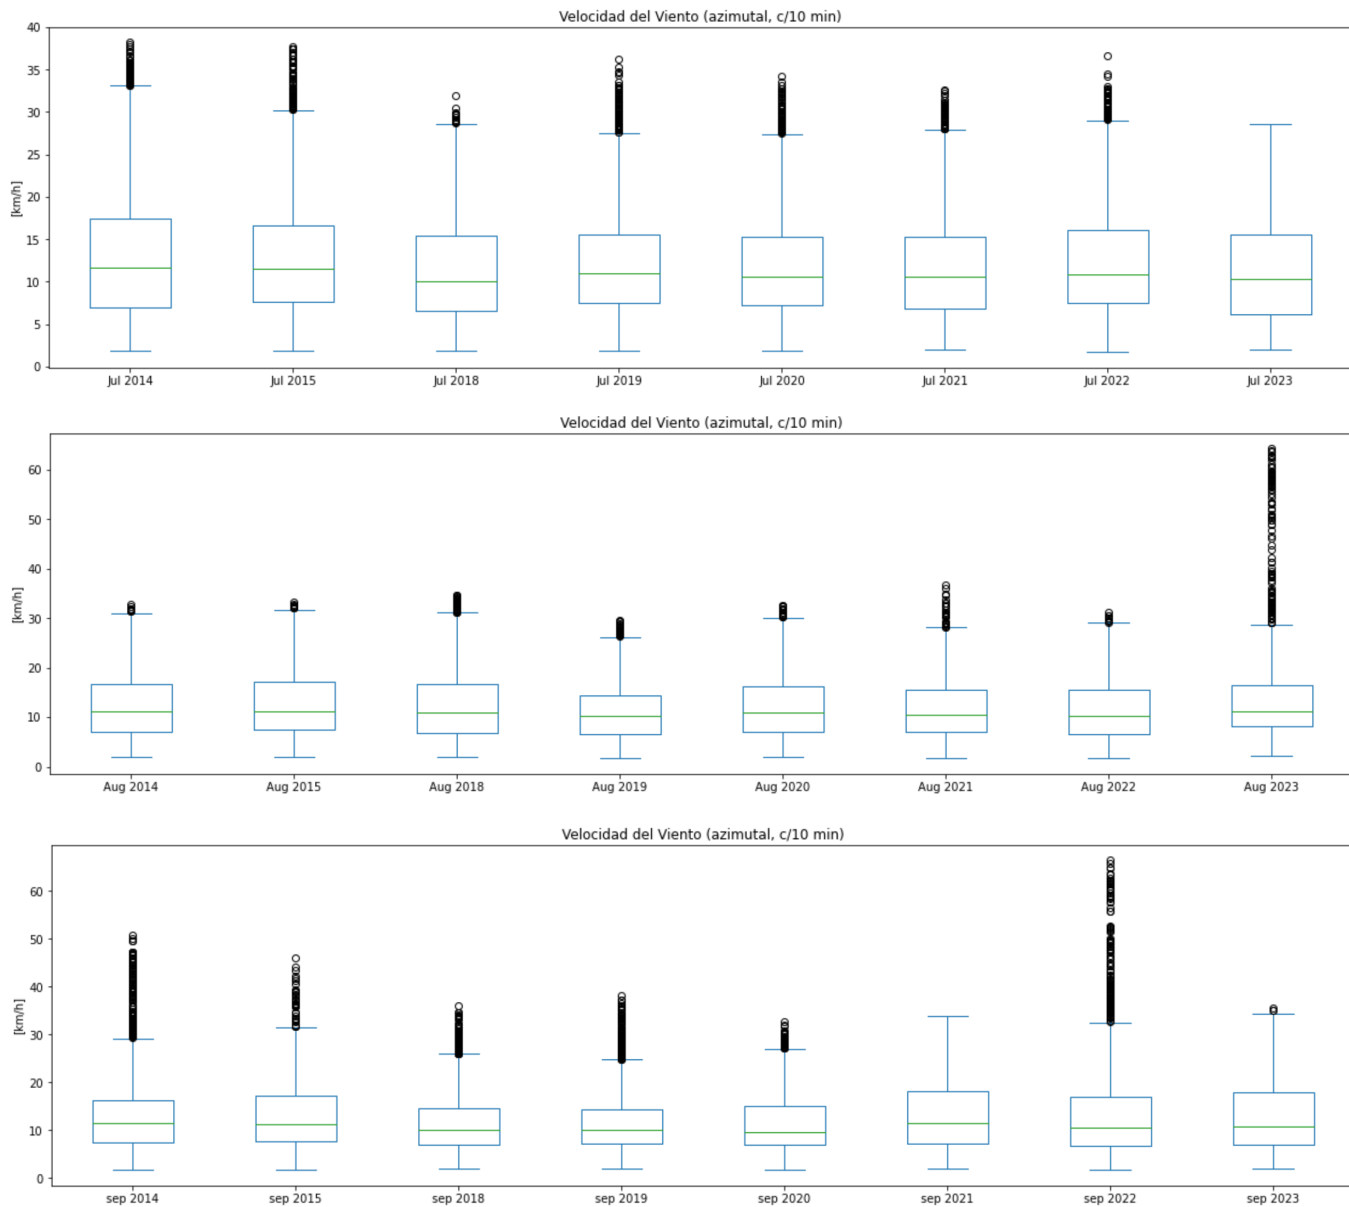 Velocidad del Viento (azimutal, c/10 min)
40
35
30
25
20
15
10
5
0
[km/h]
Jul 2014 Jul 2015 Jul 2018 Jul 2019 Jul 2020 Jul 2021 Jul 2022 Jul 2023
Velocidad del Viento (azimutal, c/10 min)
60
50
40
30
20
10
0
[km/h]
Aug 2014 Aug 2015 Aug 2018 Aug 2019 Aug 2020 Aug 2021 Aug 2022 Aug 2023
Velocidad del Viento (azimutal, c/10 min)
60
50
40
30
20
10
0
[km/h]
sep 2014 sep 2015 sep 2018 sep 2019 sep 2020 sep 2021 sep 2022 sep 2023